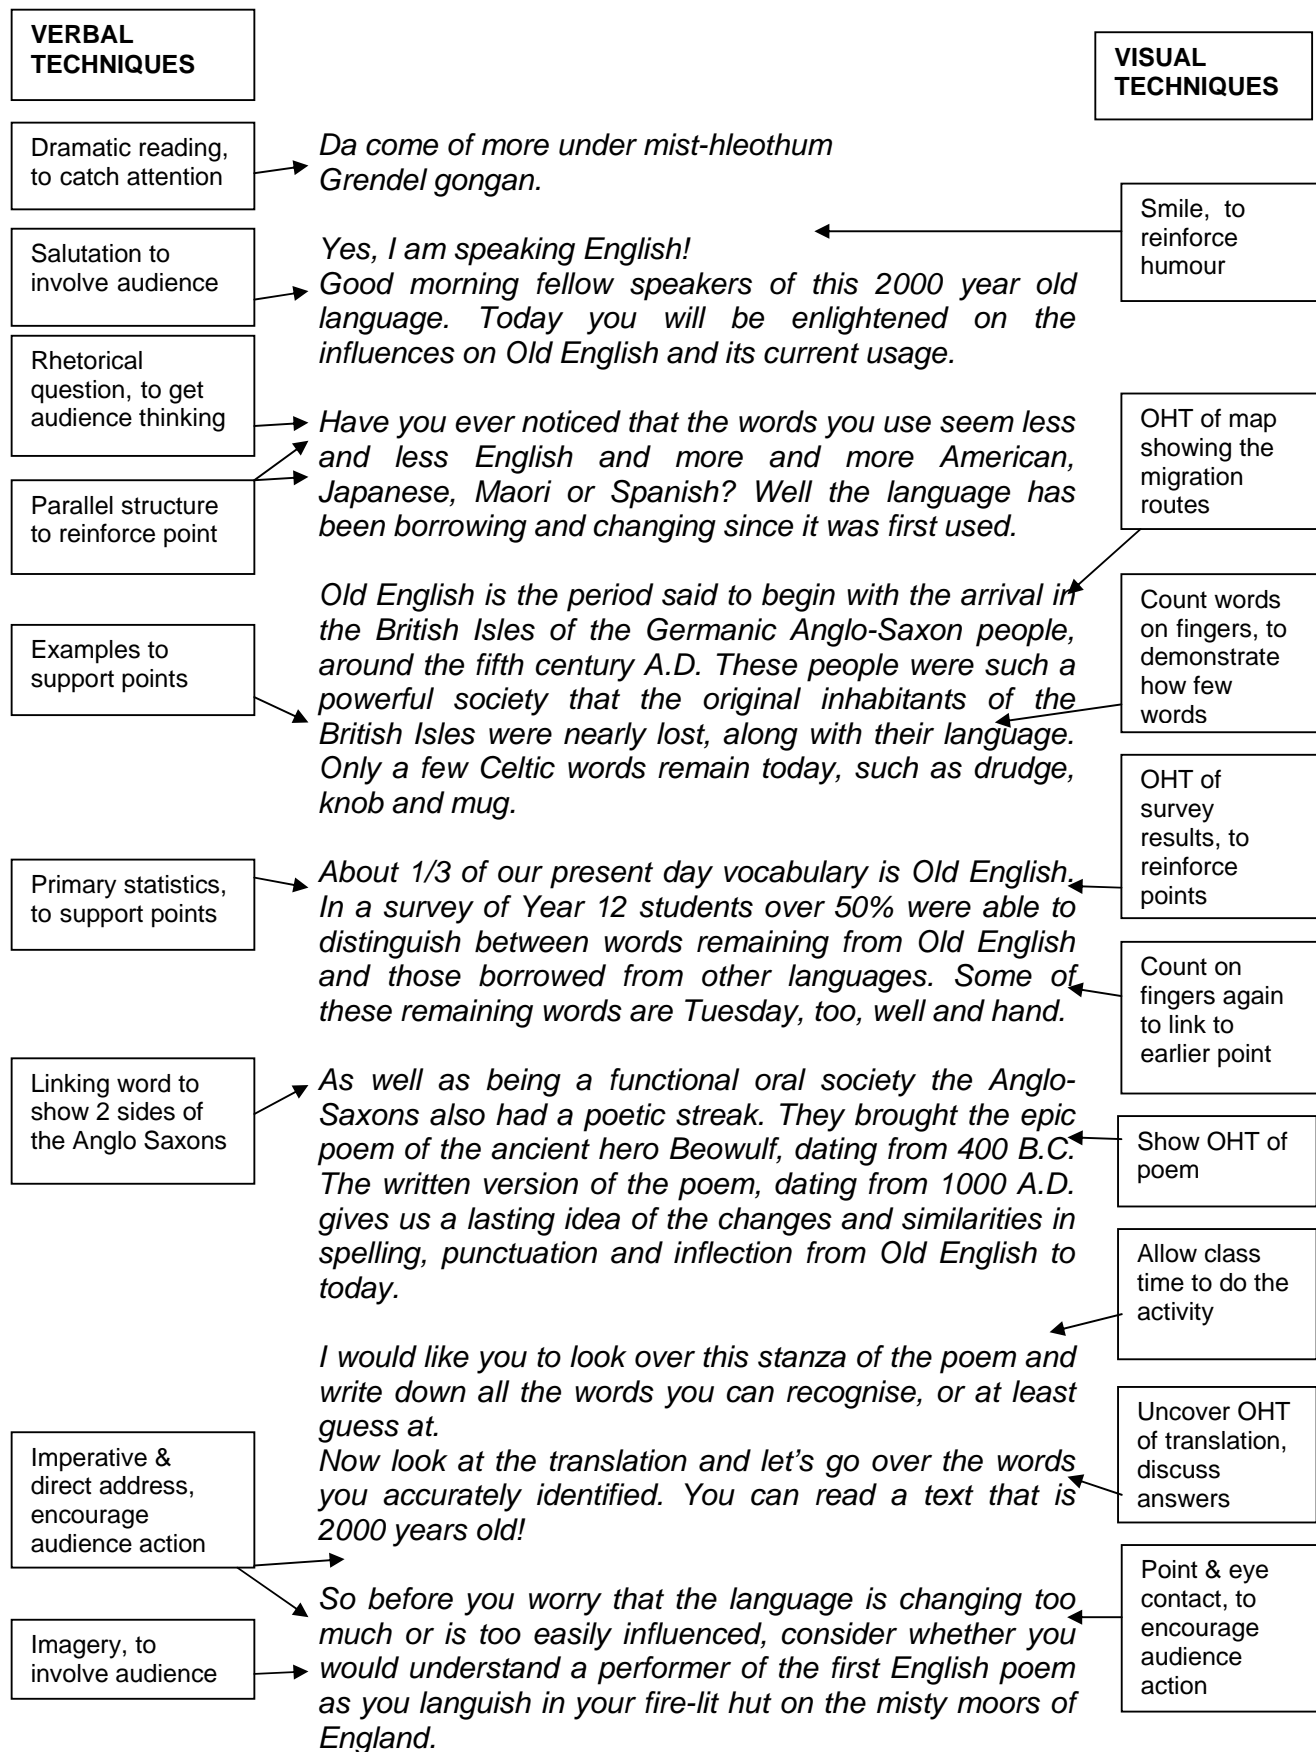 VERBAL
TECHNIQUES
VISUAL
TECHNIQUES
Dramatic reading,
to catch attention
Da come of more under mist-hleothum
Grendel gongan.
Smile, to
reinforce
humour
Salutation to
involve audience
Yes, I am speaking English!
Good morning fellow speakers of this 2000 year old
language. Today you will be enlightened on the
influences on Old English and its current usage.
Rhetorical
question, to get
audience thinking
Parallel structure
to reinforce point
Have you ever noticed that the words you use seem less
and less English and more and more American,
Japanese, Maori or Spanish? Well the language has
been borrowing and changing since it was first used.
OHT of map
showing the
migration
routes
Old English is the period said to begin with the arrival in
the British Isles of the Germanic Anglo-Saxon people,
around the fifth century A.D. These people were such a
powerful society that the original inhabitants of the
British Isles were nearly lost, along with their language.
Only a few Celtic words remain today, such as drudge,
knob and mug.
Examples to
support points
Count words
on fingers, to
demonstrate
how few
words
OHT of
survey
results, to
reinforce
points
Primary statistics,
to support points
About 1/3 of our present day vocabulary is Old English.
In a survey of Year 12 students over 50% were able to
distinguish between words remaining from Old English
and those borrowed from other languages. Some of
these remaining words are Tuesday, too, well and hand.
Count on
fingers again
to link to
earlier point
Linking word to
show 2 sides of
the Anglo Saxons
As well as being a functional oral society the Anglo-
Saxons also had a poetic streak. They brought the epic
poem of the ancient hero Beowulf, dating from 400 B.C.
The written version of the poem, dating from 1000 A.D.
gives us a lasting idea of the changes and similarities in
spelling, punctuation and inflection from Old English to
today.
Show OHT of
poem
Allow class
time to do the
activity
I would like you to look over this stanza of the poem and
write down all the words you can recognise, or at least
guess at.
Now look at the translation and let's go over the words
you accurately identified. You can read a text that is
2000 years old!
Uncover OHT
of translation,
discuss
answers
Imperative &
direct address,
encourage
audience action
Imagery, to
involve audience
So before you worry that the language is changing too
much or is too easily influenced, consider whether you
would understand a performer of the first English poem
as you languish in your fire-lit hut on the misty moors of
England.
Point & eye
contact, to
encourage
audience
action